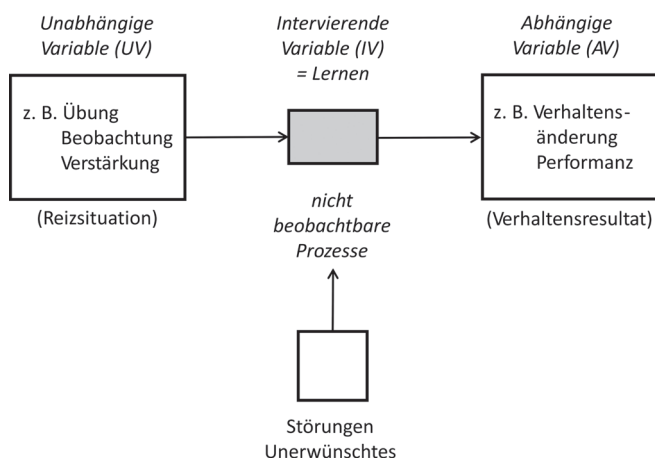 Unabhängige
Variable (UV)
z. B. Übung
Beobachtung
Verstärkung
(Reizsituation)
Intervierende
Variable (IV)
= Lernen
nicht
beobachtbare
Prozesse
Abhängige
Variable (AV)
z. B. Verhaltens-
änderung
Performanz
(Verhaltensresultat)
Störungen
Unerwünschtes